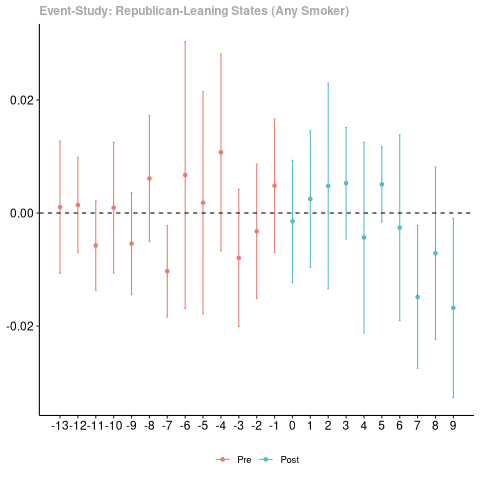 Event-Study: Republican-Leaning States (Any Smoker)
0.02
0.00
-0.02
-13 -12 -11 -10 -9 -8 -7 -6 -5 -4 -3 -2 -1 0 1 2 3 4 5 6 7 8 9
Pre Post